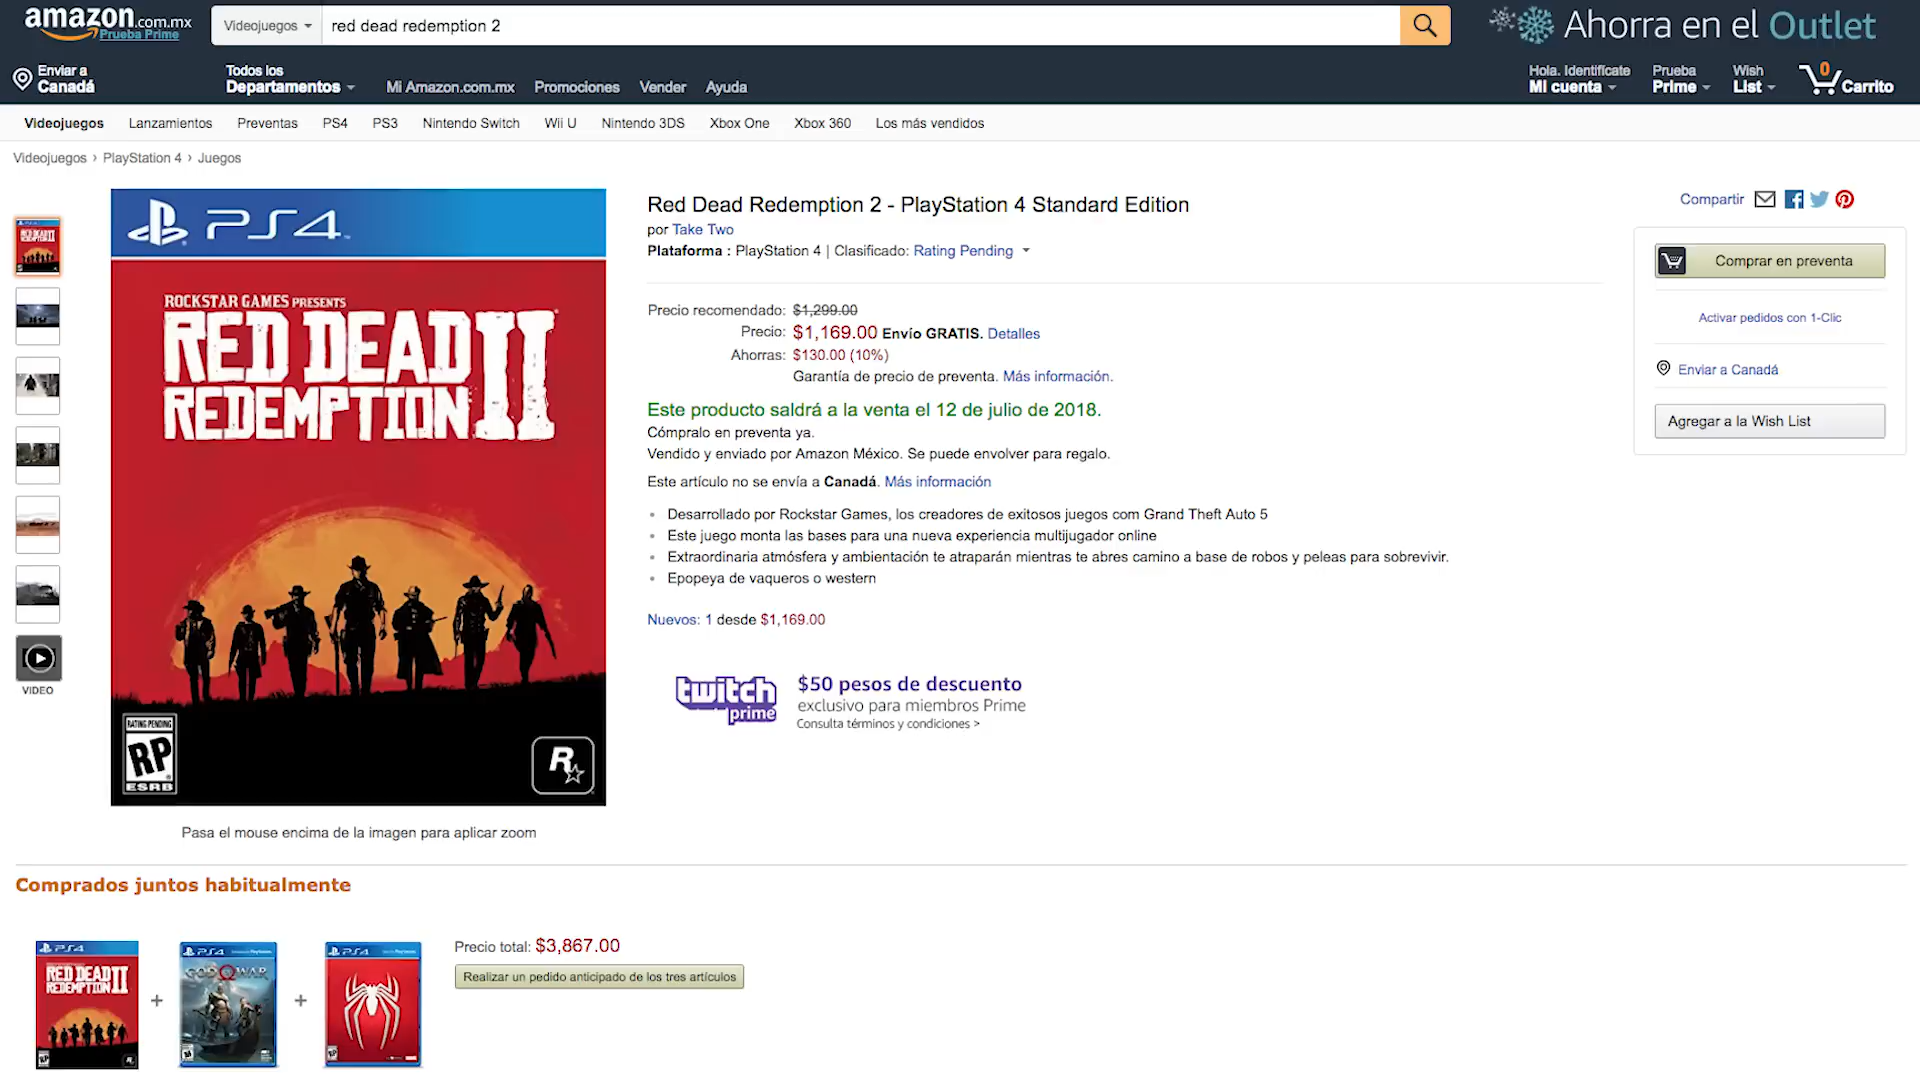 amazon.com.mx
Prueba Prime
Videojuegos
red dead redemption 2
Ahorra en el Outlet
Enviar a
Canadá
Todos los
Departamentos
Mi Amazon.com.mx
Promociones
Vender
Ayuda
Hola. Identifícate
Mi cuenta
Prueba
Prime
Wish
List
0
Carrito
Videojuegos
Lanzamientos
Preventas
PS4
PS3
Nintendo Switch
Wii U
Nintendo 3DS
Xbox One
Xbox 360
Los más vendidos
Videojuegos › PlayStation 4 › Juegos
VIDEO
PS4
ROCKSTAR GAMES PRESENTS
RED DEAD
REDEMPTION II
RATING PENDING
RP
ESRB
R
Pasa el mouse encima de la imagen para aplicar zoom
Red Dead Redemption 2 - PlayStation 4 Standard Edition
por Take Two
Plataforma : PlayStation 4 | Clasificado: Rating Pending
Precio recomendado: $1,299.00
Precio: $1,169.00 Envío GRATIS. Detalles
Ahorras: $130.00 (10%)
Garantía de precio de preventa. Más información.
Este producto saldrá a la venta el 12 de julio de 2018.
Cómpralo en preventa ya.
Vendido y enviado por Amazon México. Se puede envolver para regalo.
Este artículo no se envía a Canadá. Más información
Desarrollado por Rockstar Games, los creadores de exitosos juegos com Grand Theft Auto 5
Este juego monta las bases para una nueva experiencia multijugador online
Extraordinaria atmósfera y ambientación te atraparán mientras te abres camino a base de robos y peleas para sobrevivir.
Epopeya de vaqueros o western
Nuevos: 1 desde $1,169.00
twitch
prime
$50 pesos de descuento
exclusivo para miembros Prime
Consulta términos y condiciones >
Compartir
Comprar en preventa
Activar pedidos con 1-Clic
Enviar a Canadá
Agregar a la Wish List
Comprados juntos habitualmente
PS4
RED DEAD
REDEMPTION II
+
PS4
GOD OF WAR
+
PS4
Precio total: $3,867.00
Realizar un pedido anticipado de los tres artículos